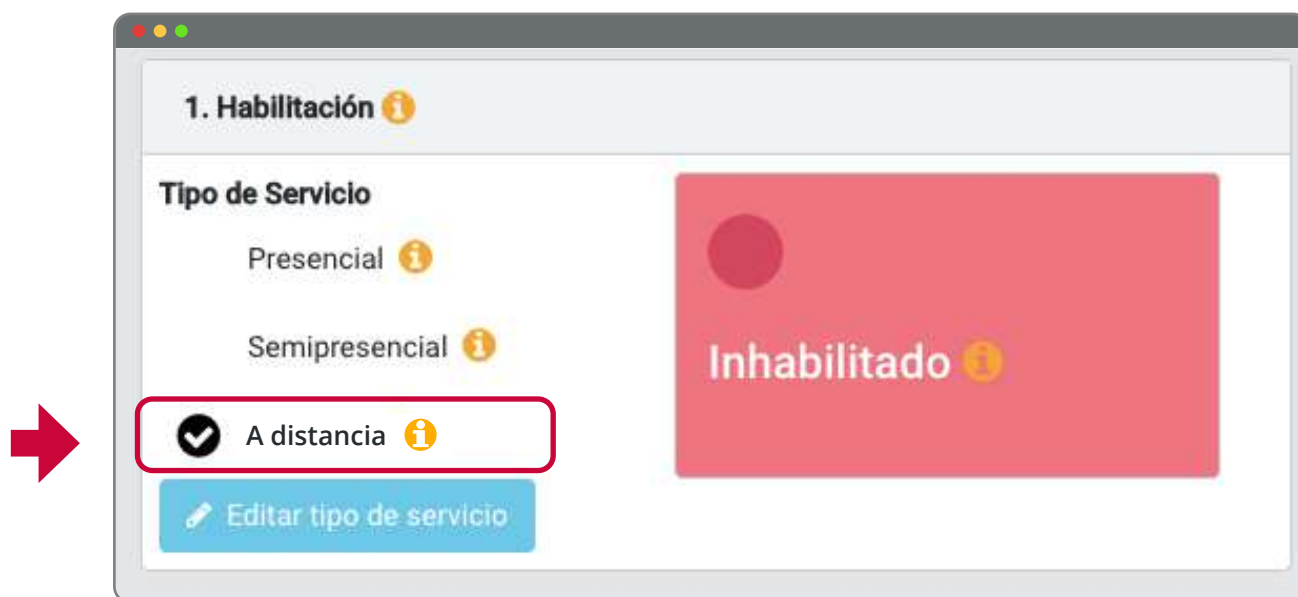 1. Habilitación
Tipo de Servicio
Presencial
Semipresencial
A distancia
Editar tipo de servicio
Inhabilitado